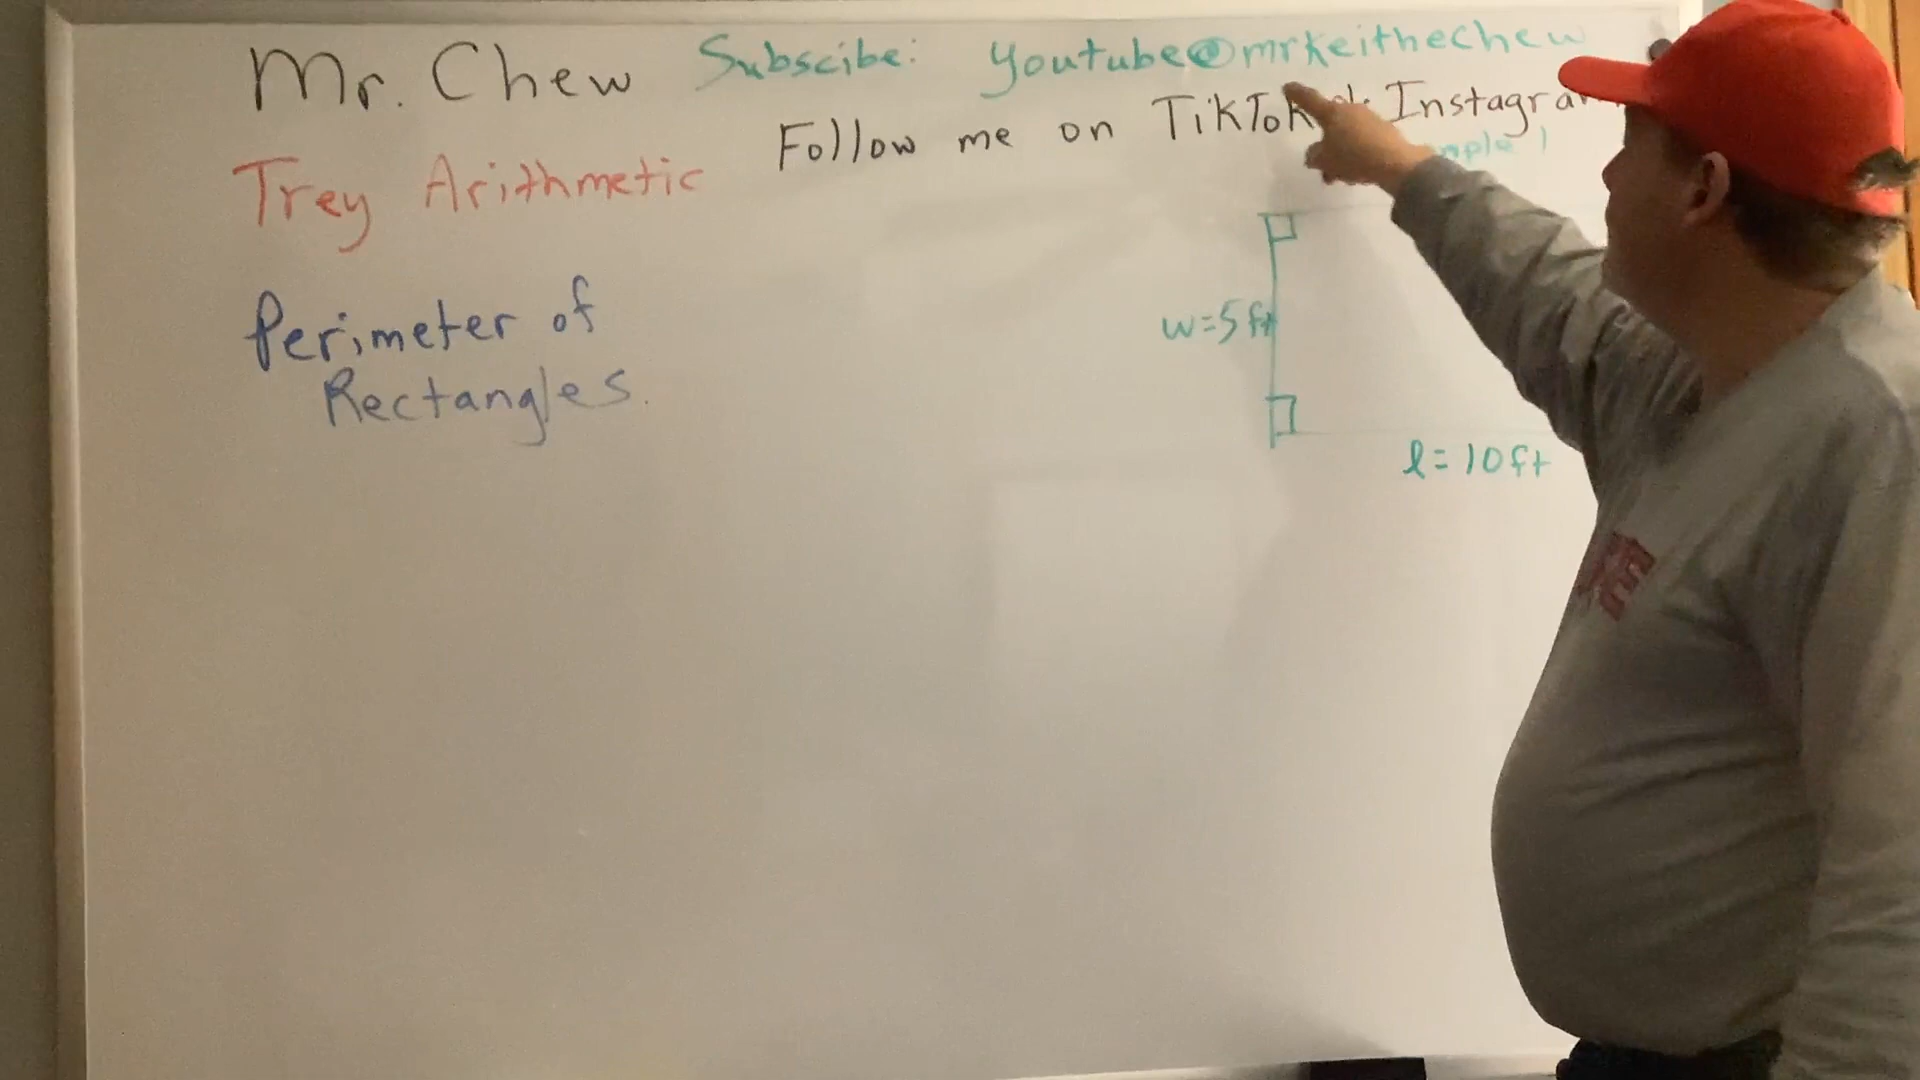 Mr. Chew
Subscibe: Youtube@mrkeithechew
Follow me on TikTok Instagram
Trey Arithmetic
Perimeter of
Rectangles.
w=5ft
l=10ft